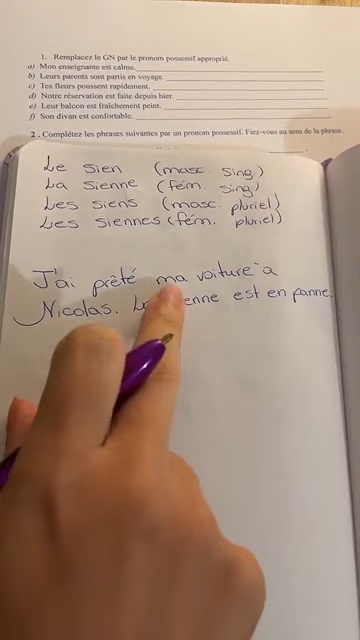 1. Remplacez le GN par le pronom possessif approprié.
a) Mon enseignante est calme.
b) Leurs parents sont partis en voyage.
c) Tes fleurs poussent rapidement.
d) Notre réservation est faite depuis hier.
e) Leur balcon est fraîchement peint.
f) Son divan est confortable.
2. Complétez les phrases suivantes par un pronom possessif. Fiez-vous au sens de la phrase.
Le sien (masc. sing.)
La sienne (fém. sing)
Les siens (masc. pluriel)
Les siennes (fém. pluriel)
J'ai prêté ma voiture à
Nicolas. est en panne.